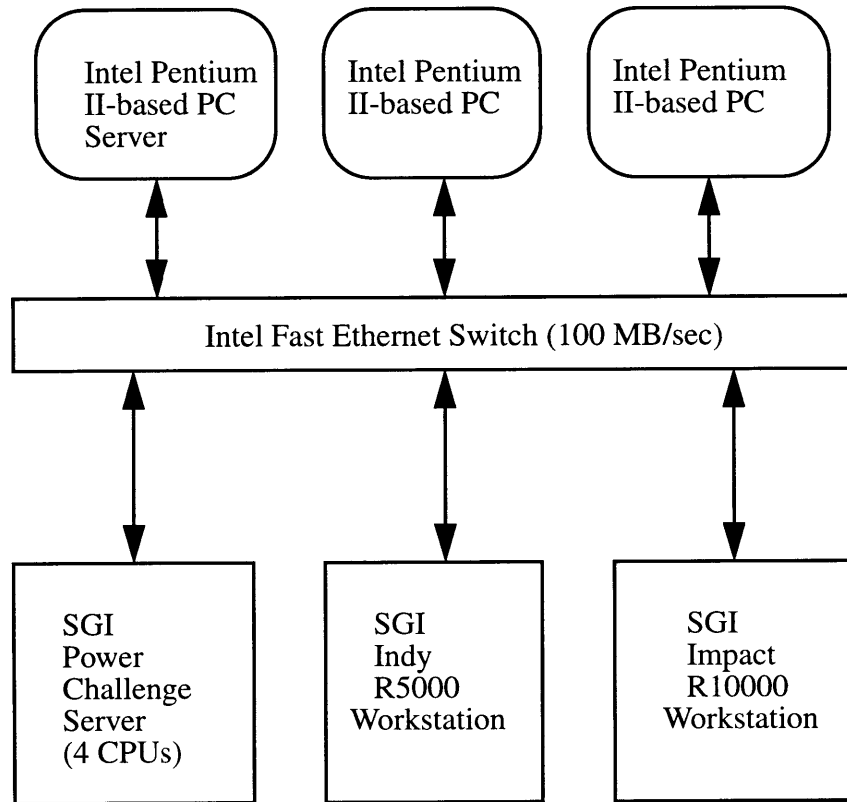 Intel Pentium
II-based PC
Server
Intel Pentium
II-based PC
Intel Pentium
II-based PC
Intel Fast Ethernet Switch (100 MB/sec)
SGI
Power
Challenge
Server
(4 CPUs)
SGI
Indy
R5000
Workstation
SGI
Impact
R10000
Workstation